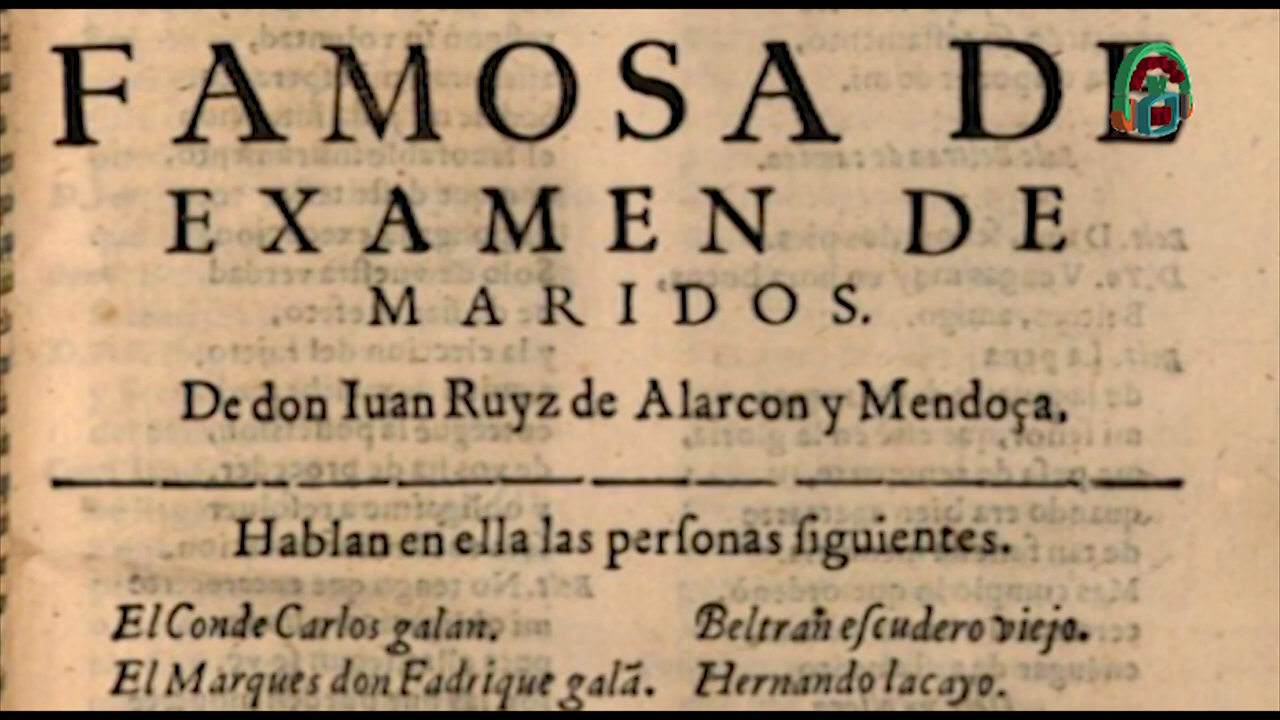 FAMOSA DE
EXAMEN DE
MARIDOS.
De don Iuan Ruyz de Alarcon y Mendoça.
Hablan en ella las perſonas ſiguientes.
El Conde Carlos galan.
Beltrañ eſcudero viejo.
El Marques don Fadrique galã.
Hernando lacayo.